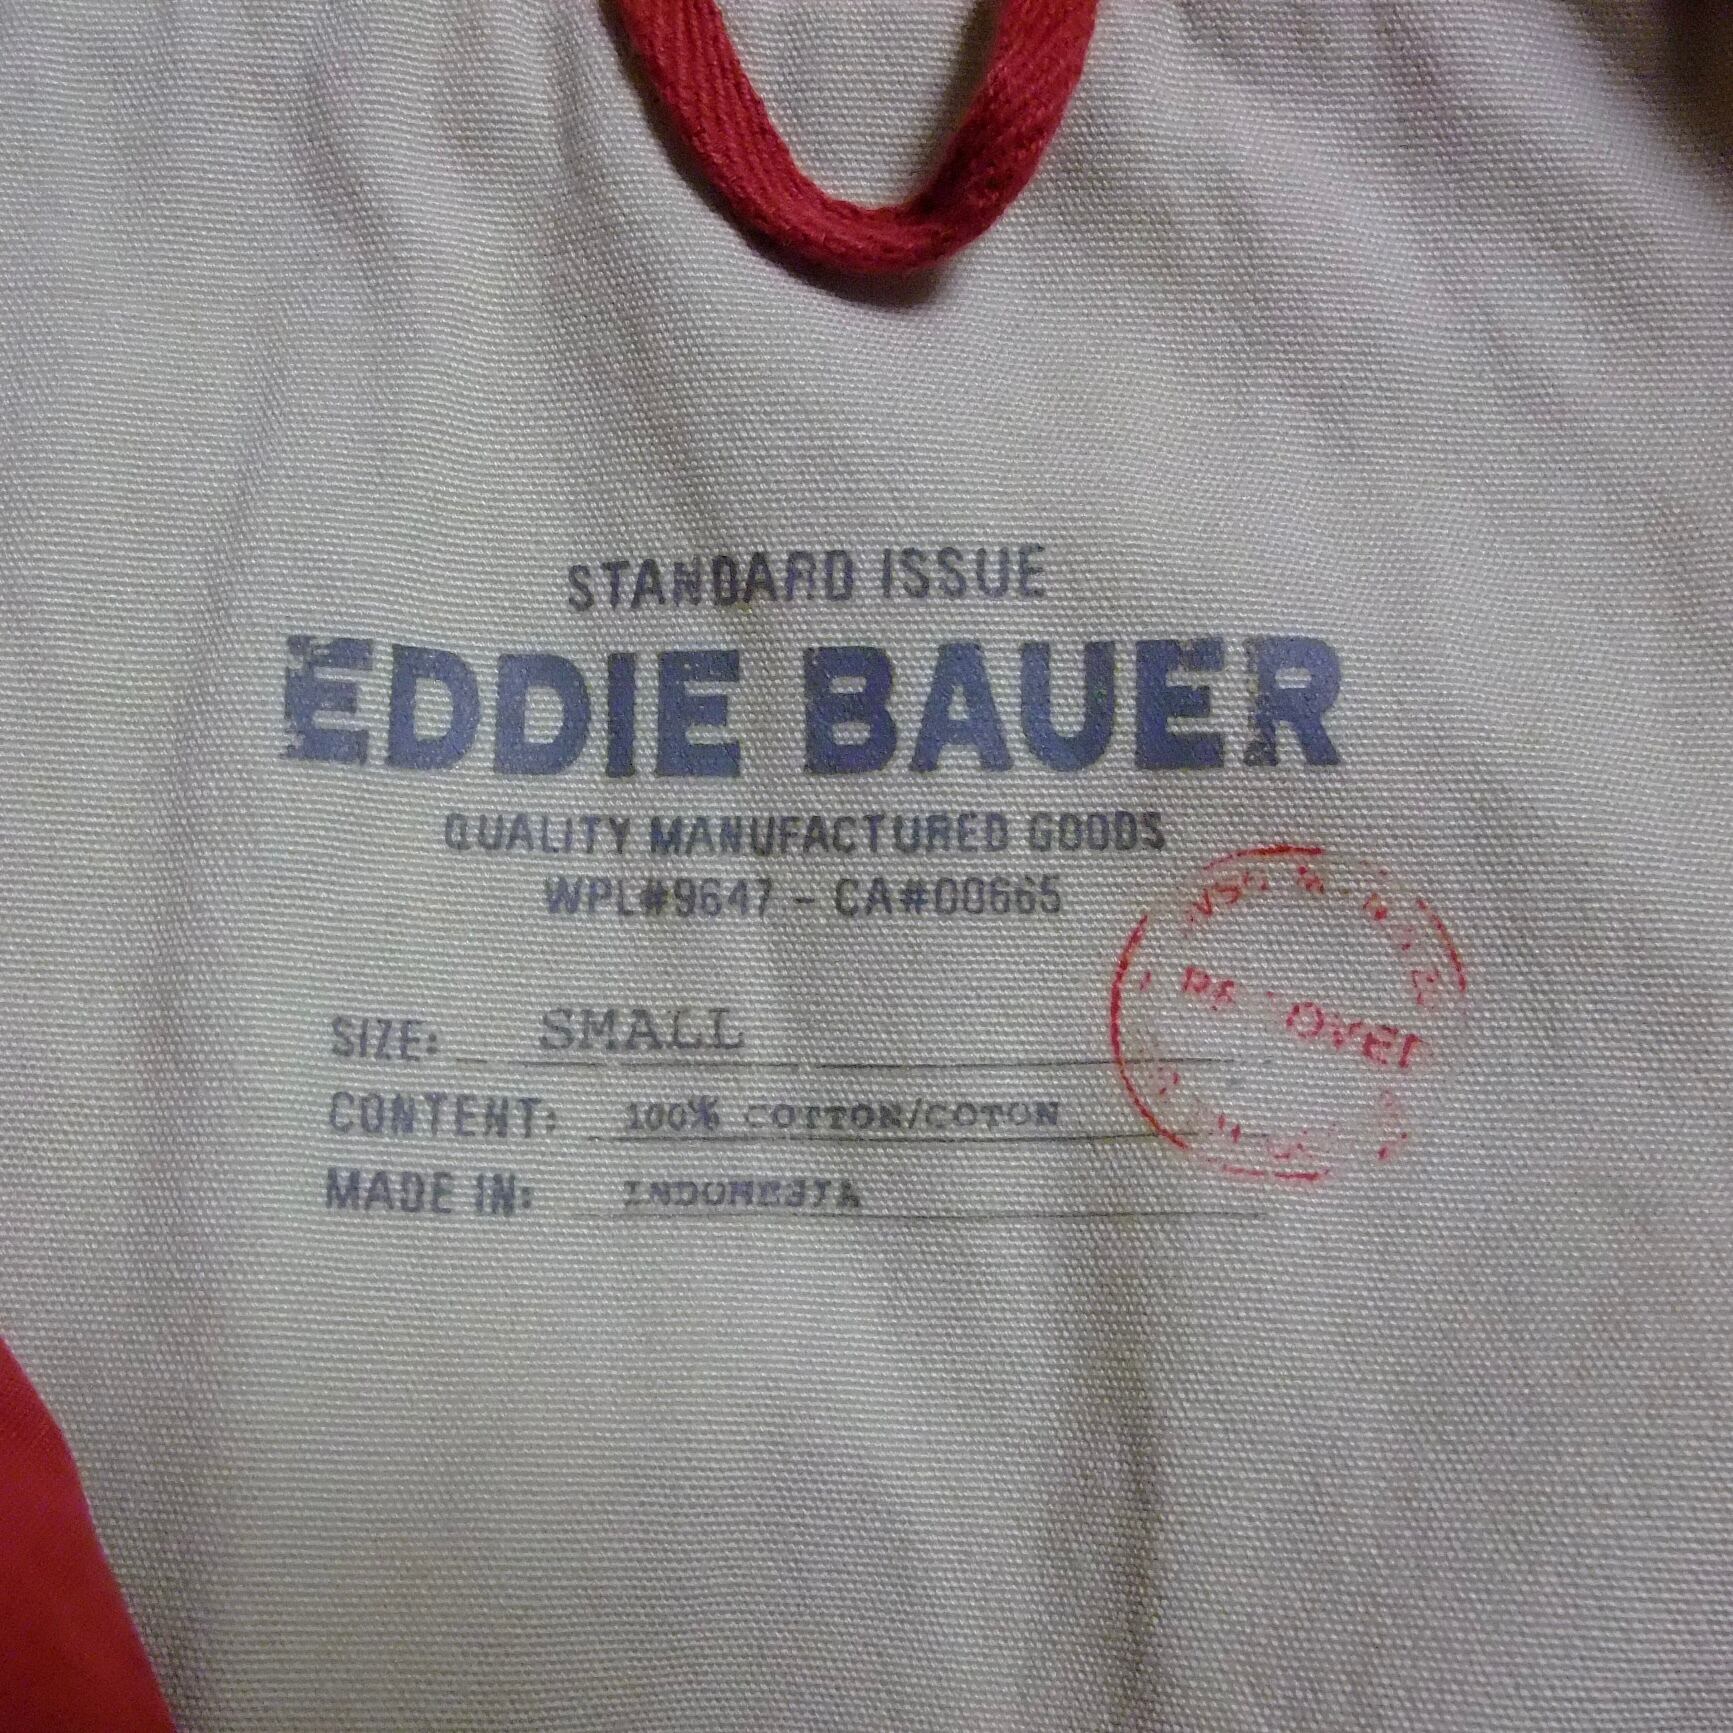 STANDARD ISSUE
EDDIE BAUER
QUALITY MANUFACTURED GOODS
WPL#9647 - CA#00665
SIZE: SMALL
CONTENT: 100% COTTON/COTON
MADE IN: INDONESIA